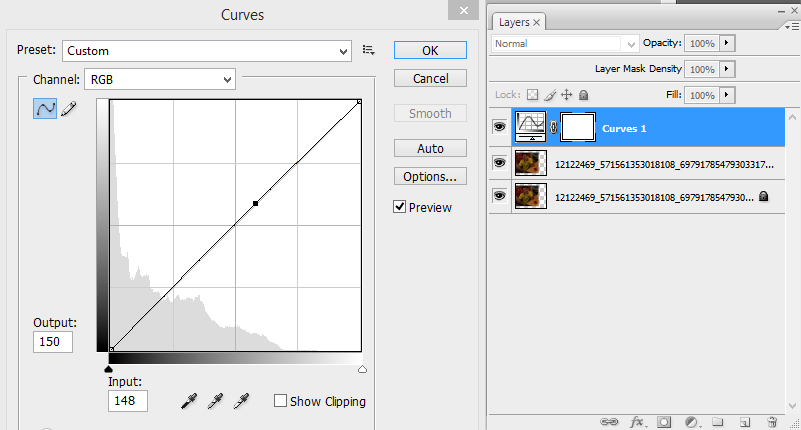 Curves
Preset: Custom
OK
Channel: RGB
Cancel
Smooth
Auto
Options...
Preview
Output:
150
Input:
148
Show Clipping
Layers ×
Normal Opacity: 100%
Layer Mask Density 100%
Lock: Fill: 100%
Curves 1
12122469_571561353018108_69791785479303317...
12122469_571561353018108_697917854793０...